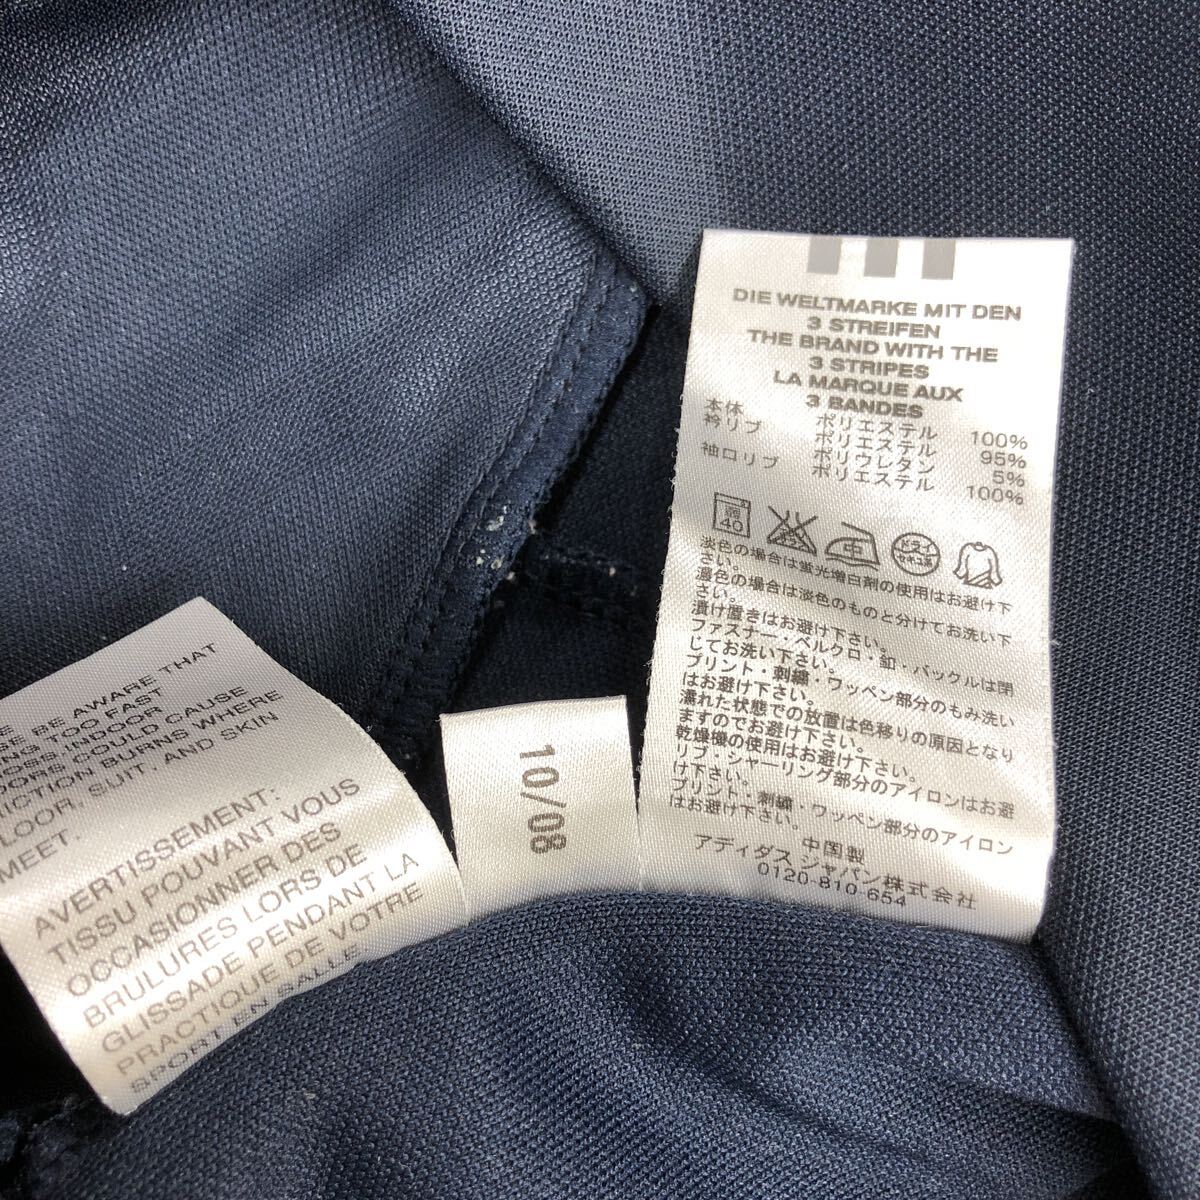 SE BE AWARE THAT
NG TOO FAST
OSS INDOOR
OORS COULD CAUSE
RICTION BURNS WHERE
LOOR, SUIT, AND SKIN
MEET.
AVERTISSEMENT:
TISSU POUVANT VOUS
OCCASIONNER DES
BRULURES LORS DE
GLISSADE PENDANT LA
PRACTIQUE DE VOTRE
SPORT EN SALLE
10/08
DIE WELTMARKE MIT DEN
3 STREIFEN
THE BRAND WITH THE
3 STRIPES
LA MARQUE AUX
3 BANDES
本体 ポリエステル 100%
衿リブ ポリエステル 95%
ポリウレタン 5%
袖口リブ ポリエステル 100%
弱
40
中
ドライ
淡色の場合は蛍光増白剤の使用はお避け下
さい。
濃色の場合は淡色のものと分けてお洗い下
さい。
漬け置きはお避け下さい。
ファスナー・ベルクロ・釦・バックルは閉
じてお洗い下さい。
プリント・刺繍・ワッペン部分のもみ洗い
はお避け下さい。
濡れた状態での放置は色移りの原因となり
ますのでお避け下さい。
乾燥機の使用はお避け下さい。
リブ・シャーリング部分のアイロンはお避
け下さい。
プリント・刺繍・ワッペン部分のアイロン
はお避け下さい。
中国製
アディダス ジャパン株式会社
0120-810-654